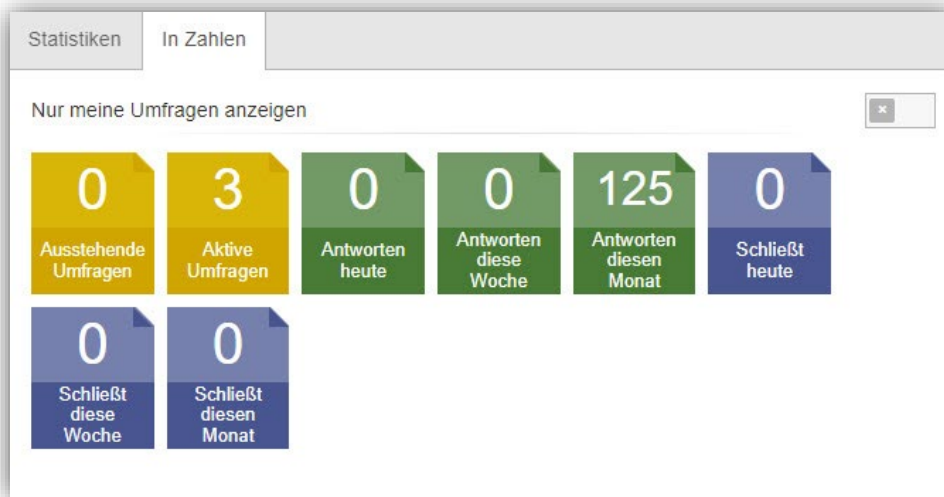 Statistiken
In Zahlen
Nur meine Umfragen anzeigen
0
Ausstehende
Umfragen
3
Aktive
Umfragen
0
Antworten
heute
0
Antworten
diese
Woche
125
Antworten
diesen
Monat
0
Schließt
heute
0
Schließt
diese
Woche
0
Schließt
diesen
Monat